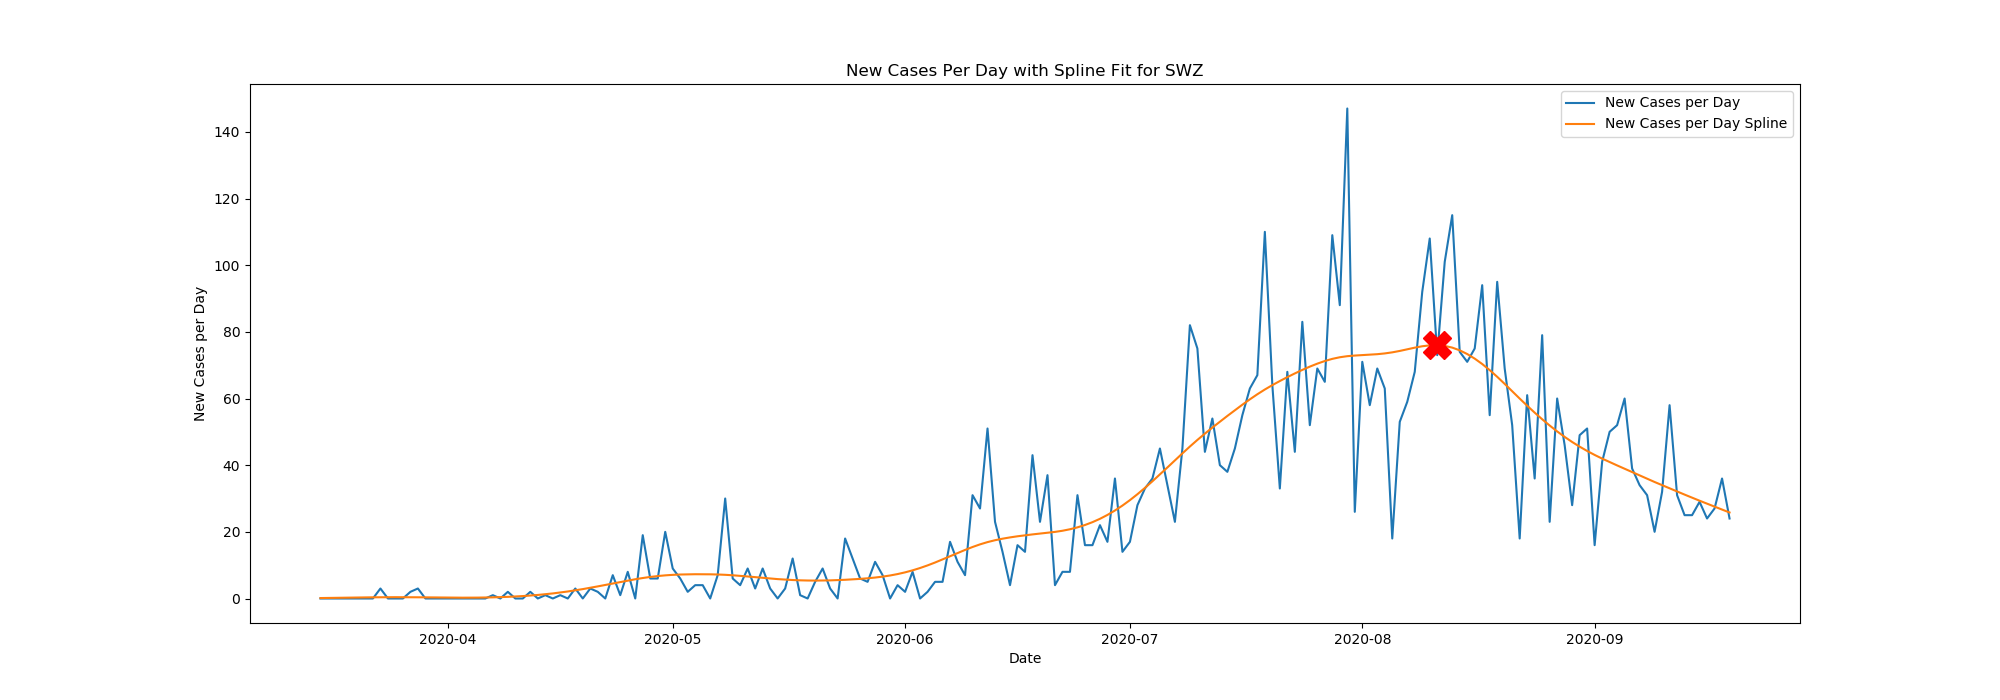 New Cases Per Day with Spline Fit for SWZ
New Cases per Day
New Cases per Day Spline
140
120
100
80
60
40
20
0
New Cases per Day
2020-04 2020-05 2020-06 2020-07 2020-08 2020-09
Date